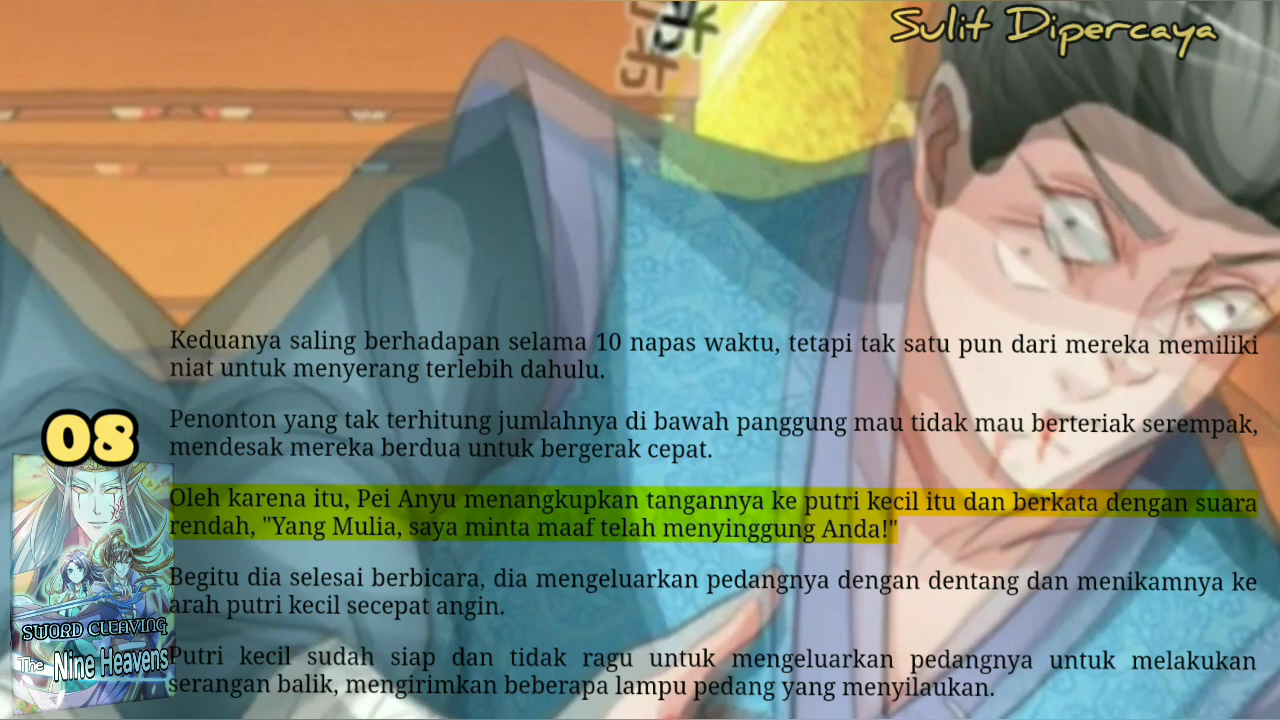 Sulit Dipercaya
Keduanya saling berhadapan selama 10 napas waktu, tetapi tak satu pun dari mereka memiliki
niat untuk menyerang terlebih dahulu.
Penonton yang tak terhitung jumlahnya di bawah panggung mau tidak mau berteriak serempak,
mendesak mereka berdua untuk bergerak cepat.
Oleh karena itu, Pei Anyu menangkupkan tangannya ke putri kecil itu dan berkata dengan suara
rendah, "Yang Mulia, saya minta maaf telah menyinggung Anda!"
Begitu dia selesai berbicara, dia mengeluarkan pedangnya dengan dentang dan menikamnya ke
arah putri kecil secepat angin.
Putri kecil sudah siap dan tidak ragu untuk mengeluarkan pedangnya untuk melakukan
serangan balik, mengirimkan beberapa lampu pedang yang menyilaukan.
08
SWORD CLEAVING
The Nine Heavens